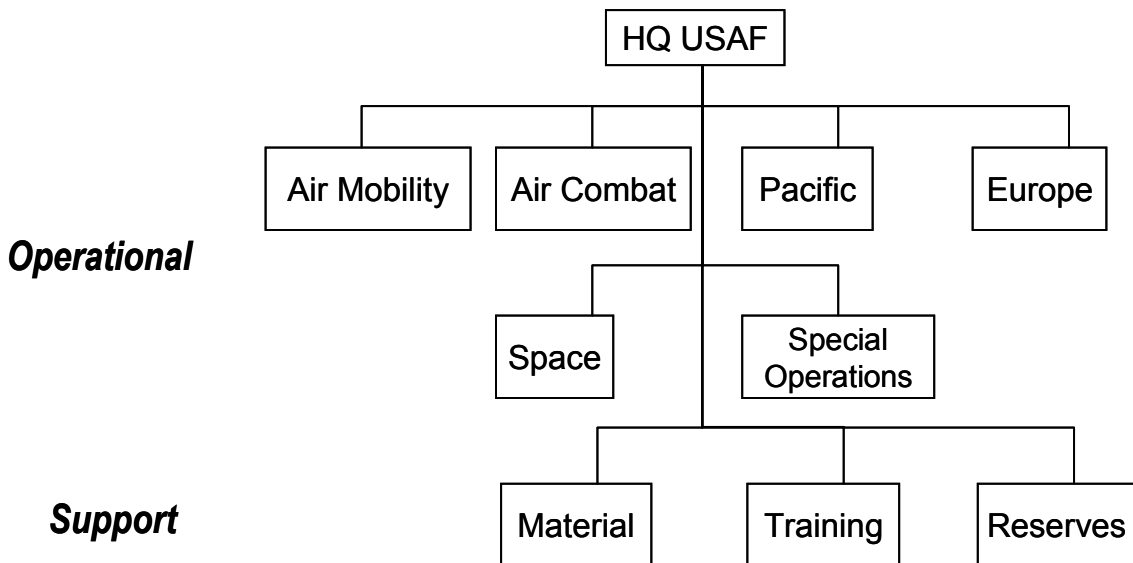 HQ USAF
Air Mobility
Air Combat
Pacific
Europe
Operational
Space
Special
Operations
Support
Material
Training
Reserves